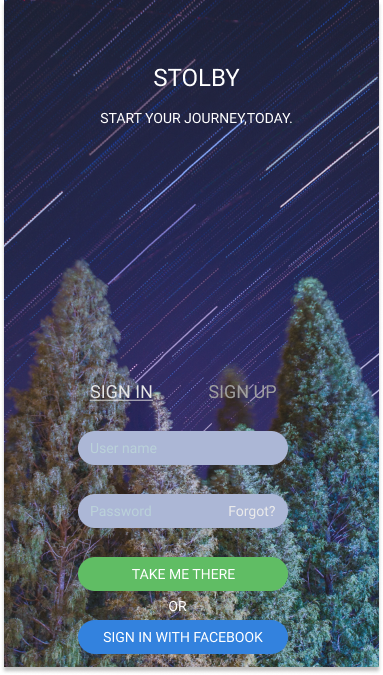 STOLBY
START YOUR JOURNEY,TODAY.
SIGN IN
SIGN UP
User name
Password
Forgot?
TAKE ME THERE
OR
SIGN IN WITH FACEBOOK